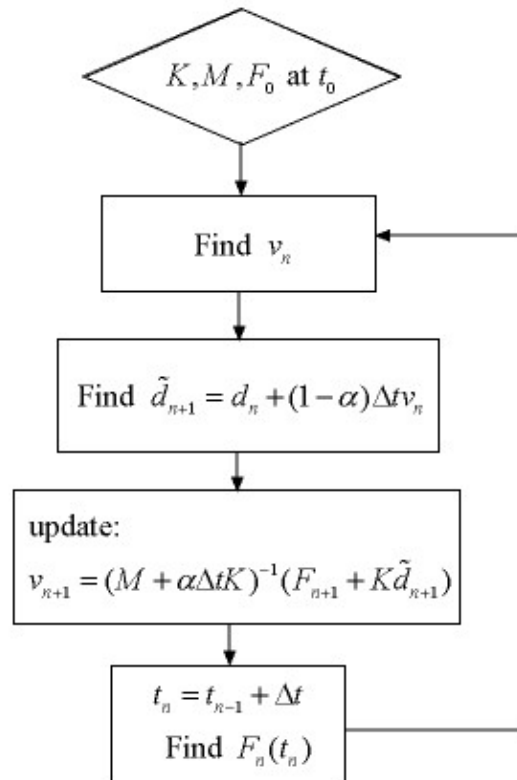 K, M, F₀ at t₀
Find vₙ
Find d̃ₙ₊₁ = dₙ + (1 − α)Δtvₙ
update:
vₙ₊₁ = (M + αΔtK)⁻¹(Fₙ₊₁ + Kd̃ₙ₊₁)
tₙ = tₙ₋₁ + Δt
Find Fₙ(tₙ)